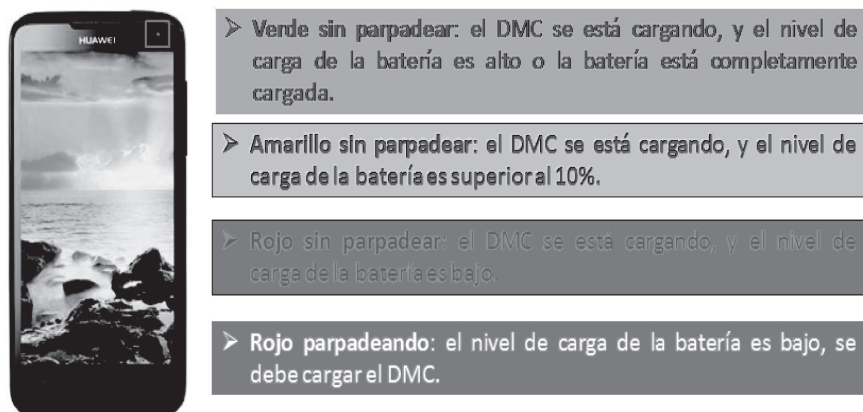 HUAWEI
➢ Verde sin parpadear: el DMC se está cargando, y el nivel de
carga de la batería es alto o la batería está completamente
cargada.
➢ Amarillo sin parpadear: el DMC se está cargando, y el nivel de
carga de la batería es superior al 10%.
➢ Rojo sin parpadear: el DMC se está cargando, y el nivel de
carga de la batería es bajo.
➢ Rojo parpadeando: el nivel de carga de la batería es bajo, se
debe cargar el DMC.